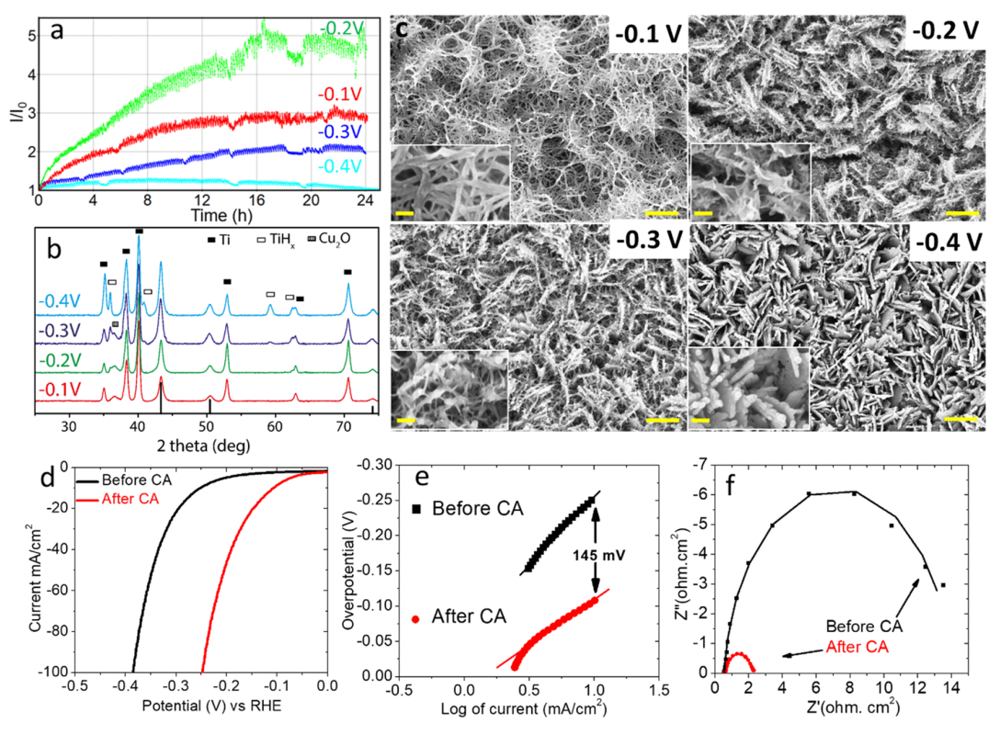 a
5
4
3
2
1
I/I0
-0.2V
-0.1V
-0.3V
-0.4V
0 4 8 12 16 20 24
Time (h)
b
Ti TiHx Cu2O
-0.4V
-0.3V
-0.2V
-0.1V
30 40 50 60 70
2 theta (deg)
c
-0.1 V
-0.2 V
-0.3 V
-0.4 V
d
Before CA
After CA
0
-20
-40
-60
-80
-100
Current mA/cm2
-0.5 -0.4 -0.3 -0.2 -0.1 0.0
Potential (V) vs RHE
e
-0.30
-0.25
-0.20
-0.15
-0.10
-0.05
0.00
Overpotential (V)
Before CA
145 mV
After CA
-0.5 0.0 0.5 1.0 1.5
Log of current (mA/cm2)
f
-7
-6
-5
-4
-3
-2
-1
0
Z"(ohm.cm2)
Before CA
After CA
0 2 4 6 8 10 12 14
Z'(ohm. cm2)